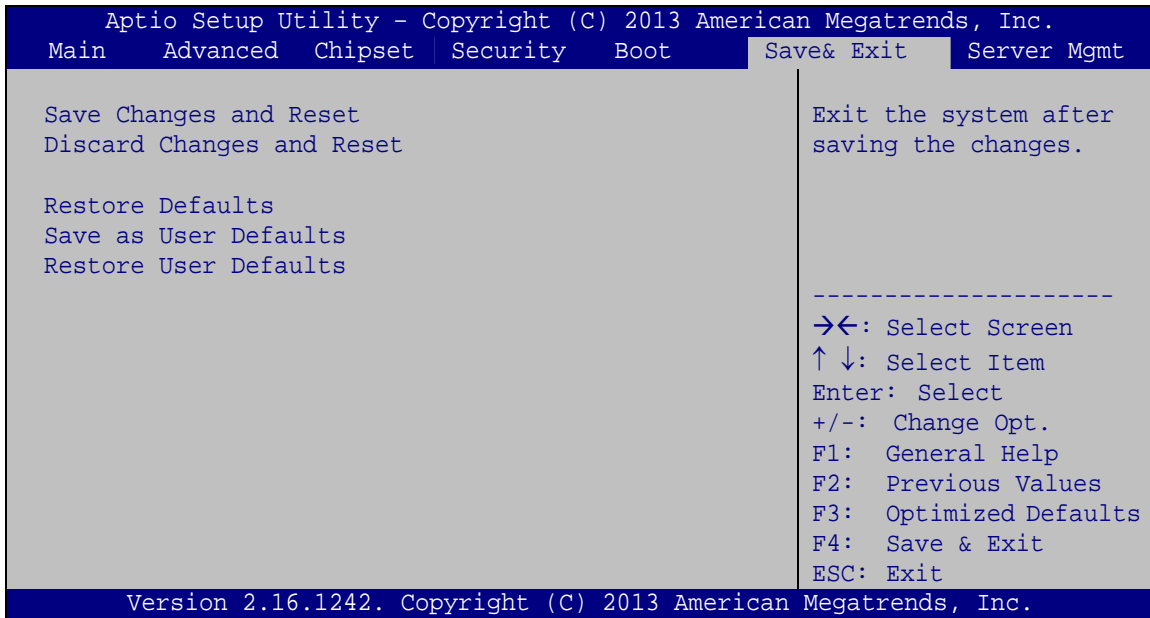 Aptio Setup Utility – Copyright (C) 2013 American Megatrends, Inc.
Main Advanced Chipset Security Boot Save& Exit Server Mgmt
Save Changes and Reset
Discard Changes and Reset
Restore Defaults
Save as User Defaults
Restore User Defaults
Exit the system after
saving the changes.
---------------------
→←: Select Screen
↑ ↓: Select Item
Enter: Select
+/-: Change Opt.
F1: General Help
F2: Previous Values
F3: Optimized Defaults
F4: Save & Exit
ESC: Exit
Version 2.16.1242. Copyright (C) 2013 American Megatrends, Inc.